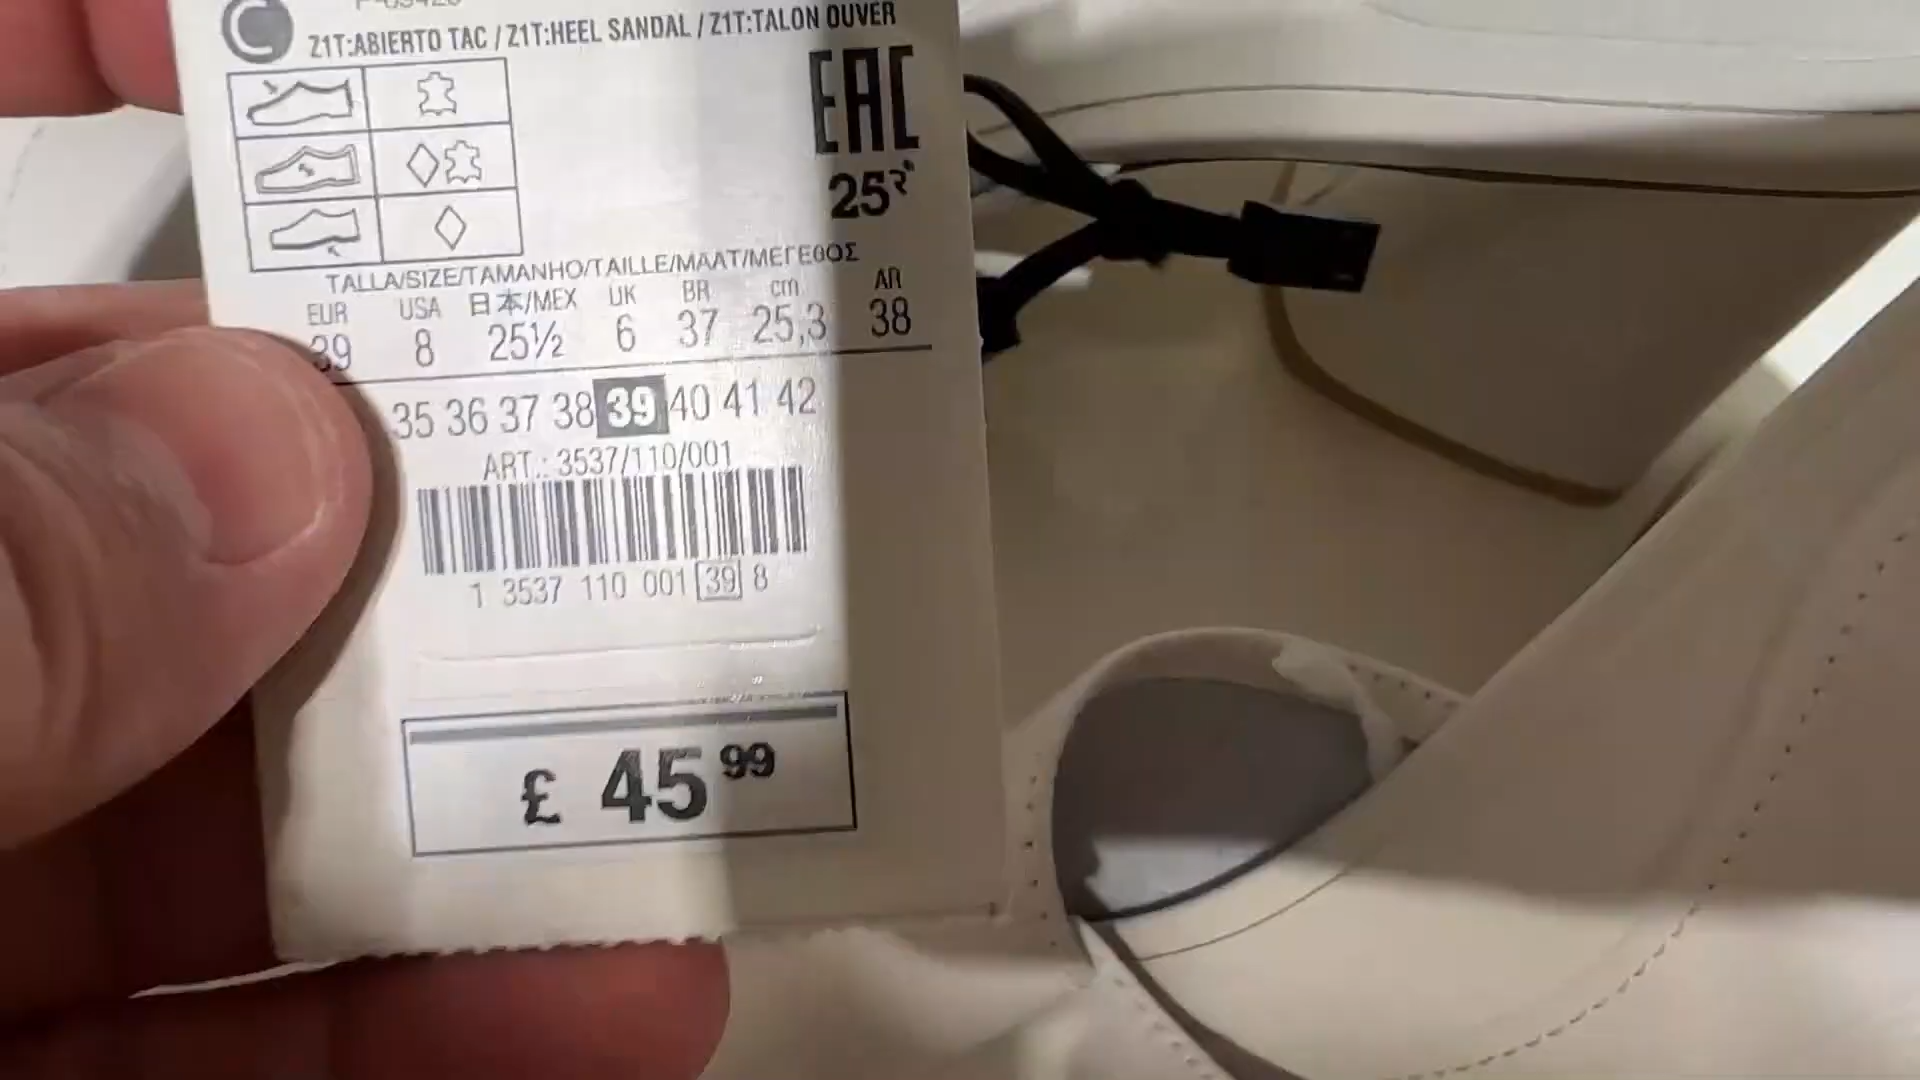 C
Z1T:ABIERTO TAC / Z1T:HEEL SANDAL / Z1T:TALON OUVER
EAC
TALLA/SIZE/TAMANHO/TAILLE/MAAT/ΜΕΓΕΘΟΣ
EUR USA 日本/MEX UK BR cm AR
39 8 25½ 6 37 25,3 38
35 36 37 38 39 40 41 42
ART.: 3537/110/001
1 3537 110 001 39 8
£ 45 99